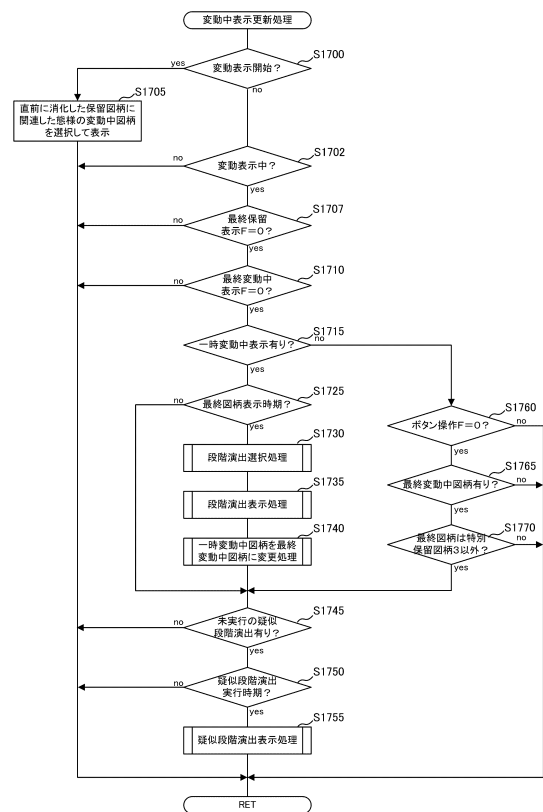 変動中表示更新処理
S1700
変動表示開始？
yes
no
S1705
直前に消化した保留図柄に
関連した態様の変動中図柄
を選択して表示
S1702
変動表示中？
no
yes
S1707
最終保留
表示F＝0？
no
yes
S1710
最終変動中
表示F＝0？
no
yes
S1715
一時変動中表示有り？
no
yes
S1725
最終図柄表示時期？
no
yes
S1730
段階演出選択処理
S1735
段階演出表示処理
S1740
一時変動中図柄を最終
変動中図柄に変更処理
S1760
ボタン操作F＝0？
no
yes
S1765
最終変動中図柄有り？
no
yes
S1770
最終図柄は特別
保留図柄3以外？
no
yes
S1745
未実行の疑似
段階演出有り？
no
yes
S1750
疑似段階演出
実行時期？
no
yes
S1755
疑似段階演出表示処理
RET